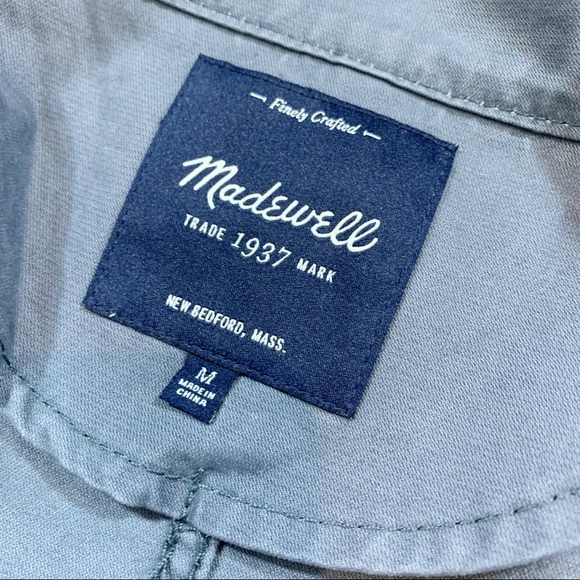 Finely Crafted
Madewell
TRADE 1937 MARK
NEW BEDFORD, MASS.
M
MADE IN
CHINA